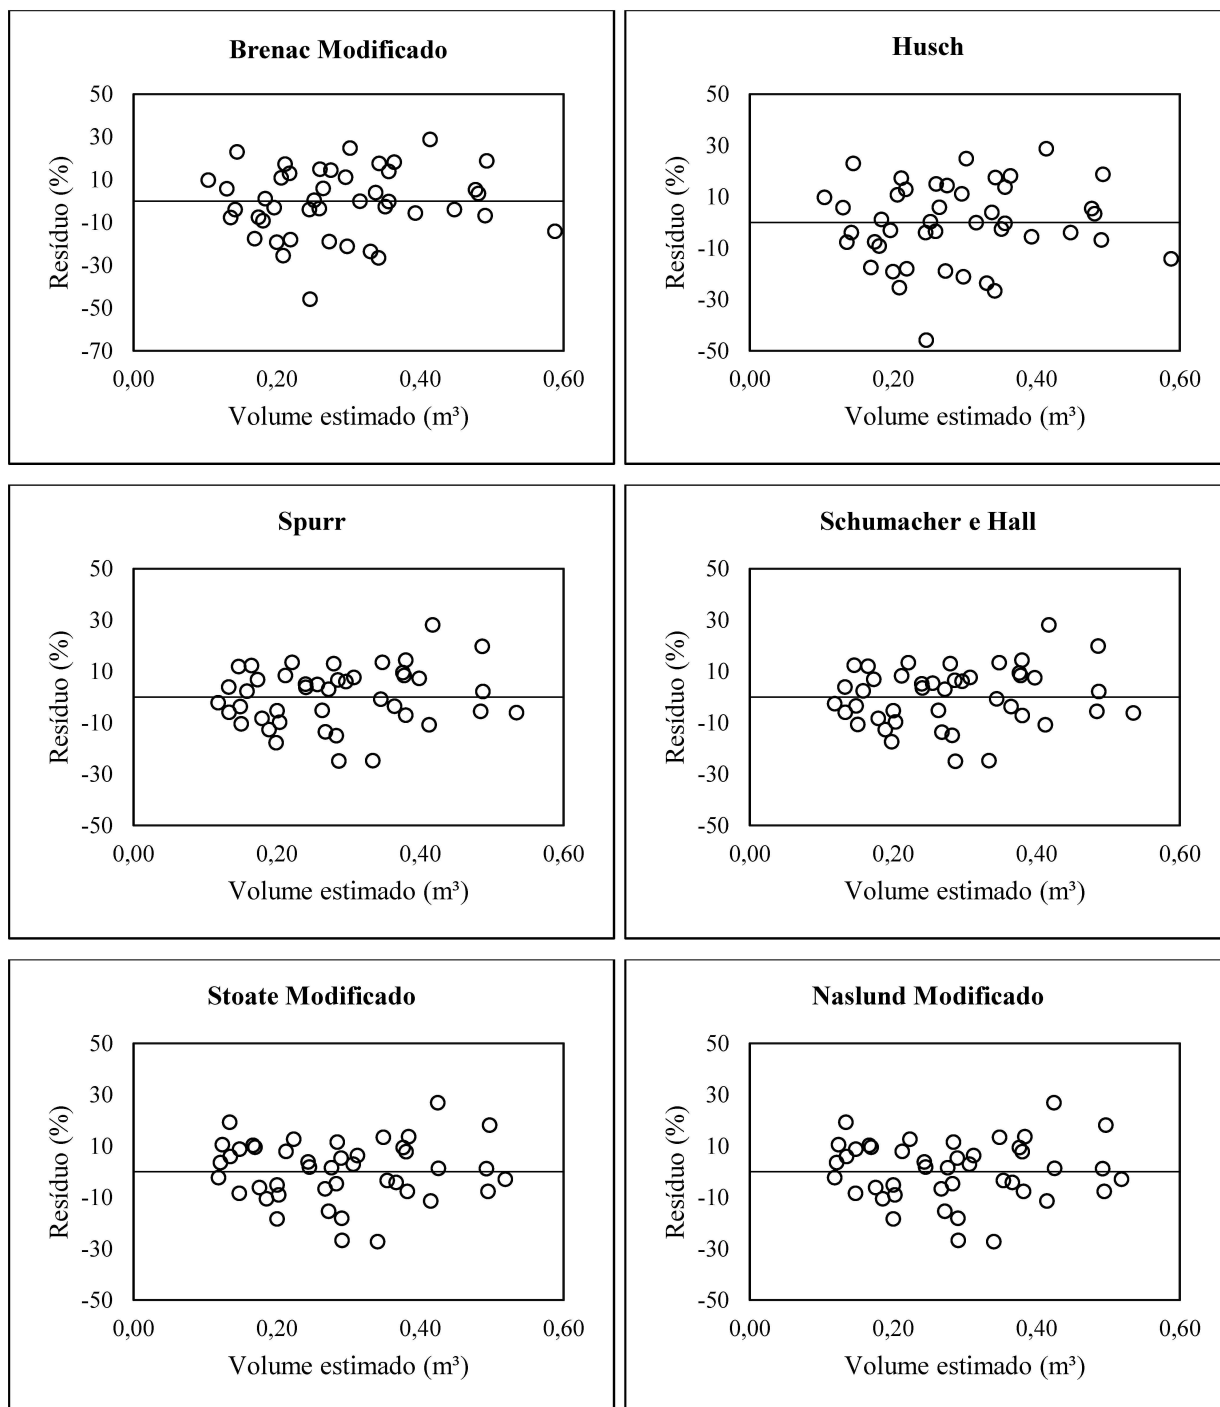 Brenac Modificado
50
30
10
-10
-30
-50
-70
Resíduo (%)
0,00 0,20 0,40 0,60
Volume estimado (m³)
Husch
50
30
10
-10
-30
-50
Resíduo (%)
0,00 0,20 0,40 0,60
Volume estimado (m³)
Spurr
50
30
10
-10
-30
-50
Resíduo (%)
0,00 0,20 0,40 0,60
Volume estimado (m³)
Schumacher e Hall
50
30
10
-10
-30
-50
Resíduo (%)
0,00 0,20 0,40 0,60
Volume estimado (m³)
Stoate Modificado
50
30
10
-10
-30
-50
Resíduo (%)
0,00 0,20 0,40 0,60
Volume estimado (m³)
Naslund Modificado
50
30
10
-10
-30
-50
Resíduo (%)
0,00 0,20 0,40 0,60
Volume estimado (m³)